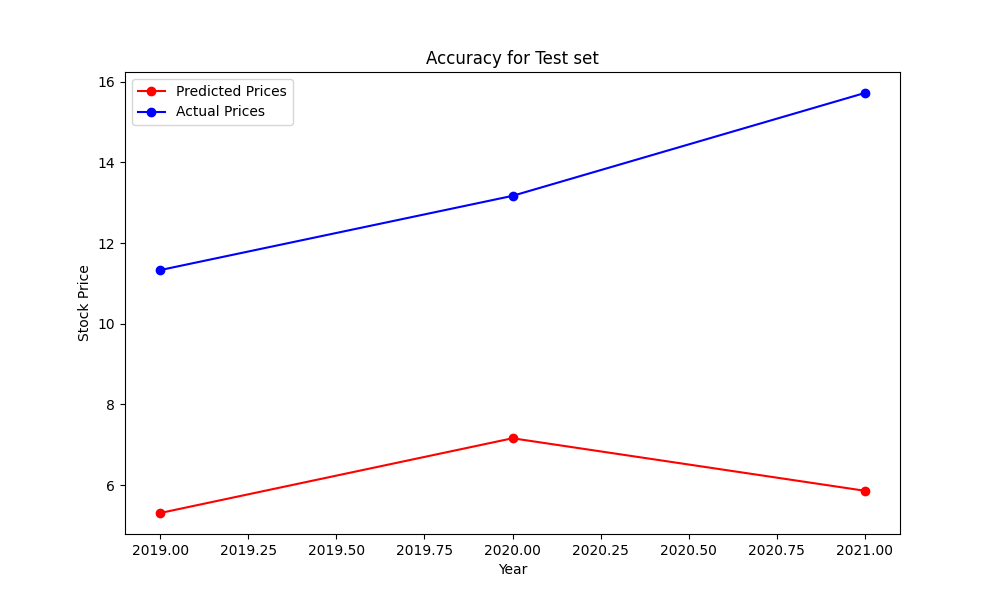 Accuracy for Test set
Predicted Prices
Actual Prices
Stock Price
16
14
12
10
8
6
2019.00 2019.25 2019.50 2019.75 2020.00 2020.25 2020.50 2020.75 2021.00
Year